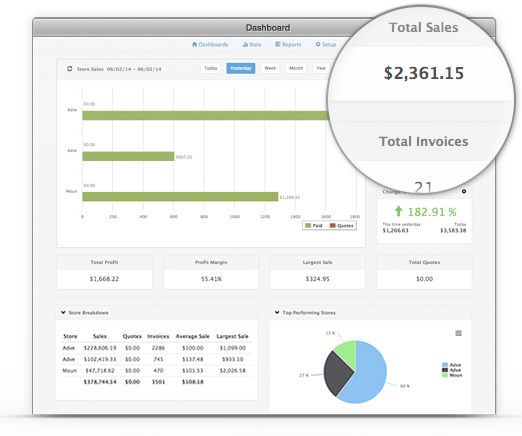 Dashboard
Dashboards Stats Reports Setup
Total Sales
$2,361.15
Total Invoices
21
Store Sales 06/02/14 - 06/02/14 Today Yesterday Week Month Year
Adve $0.00
Adve $0.00
$607.32
Moun $0.00
0 200 400 600 800 1000 1200 1400 1600
Paid Quotes
182.91 %
This time yesterday Today
$1,266.63 $3,583.38
Total Profit Profit Margin Largest Sale Total Quotes
$1,668.22 55.41% $324.95 $0.00
Store Breakdown
Store Sales Quotes Invoices Average Sale Largest Sale
Adve $228,606.19 $0.00 2286 $100.00 $1,099.00
Adve $102,419.33 $0.00 745 $137.48 $933.10
Moun $47,718.62 $0.00 470 $101.53 $2,026.58
$378,744.14 $0.00 3501 $108.18
Top Performing Stores
13 %
27 %
60 %
Adve
Adve
Moun